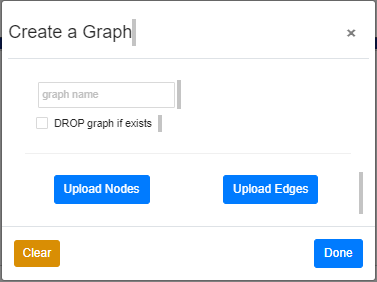 Create a Graph ×
graph name
DROP graph if exists
Upload Nodes Upload Edges
Clear Done